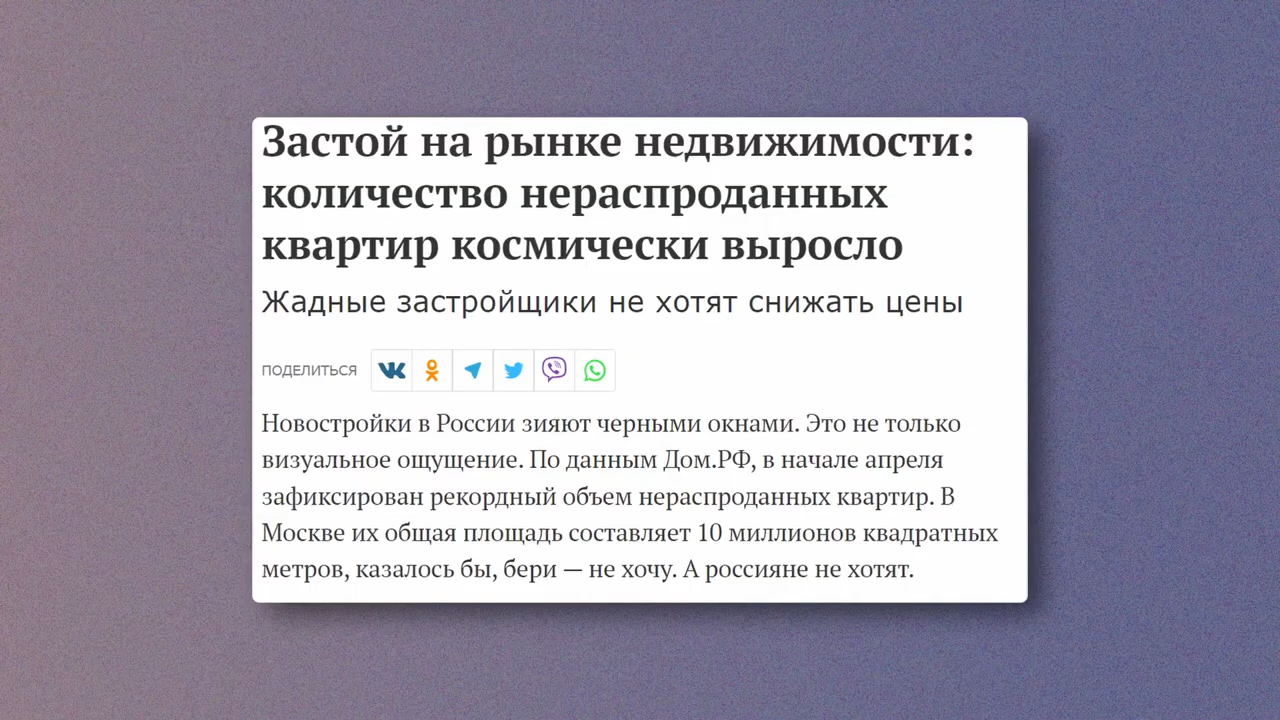 Застой на рынке недвижимости:
количество нераспроданных
квартир космически выросло
Жадные застройщики не хотят снижать цены
ПОДЕЛИТЬСЯ
Новостройки в России зияют черными окнами. Это не только
визуальное ощущение. По данным Дом.РФ, в начале апреля
зафиксирован рекордный объем нераспроданных квартир. В
Москве их общая площадь составляет 10 миллионов квадратных
метров, казалось бы, бери — не хочу. А россияне не хотят.